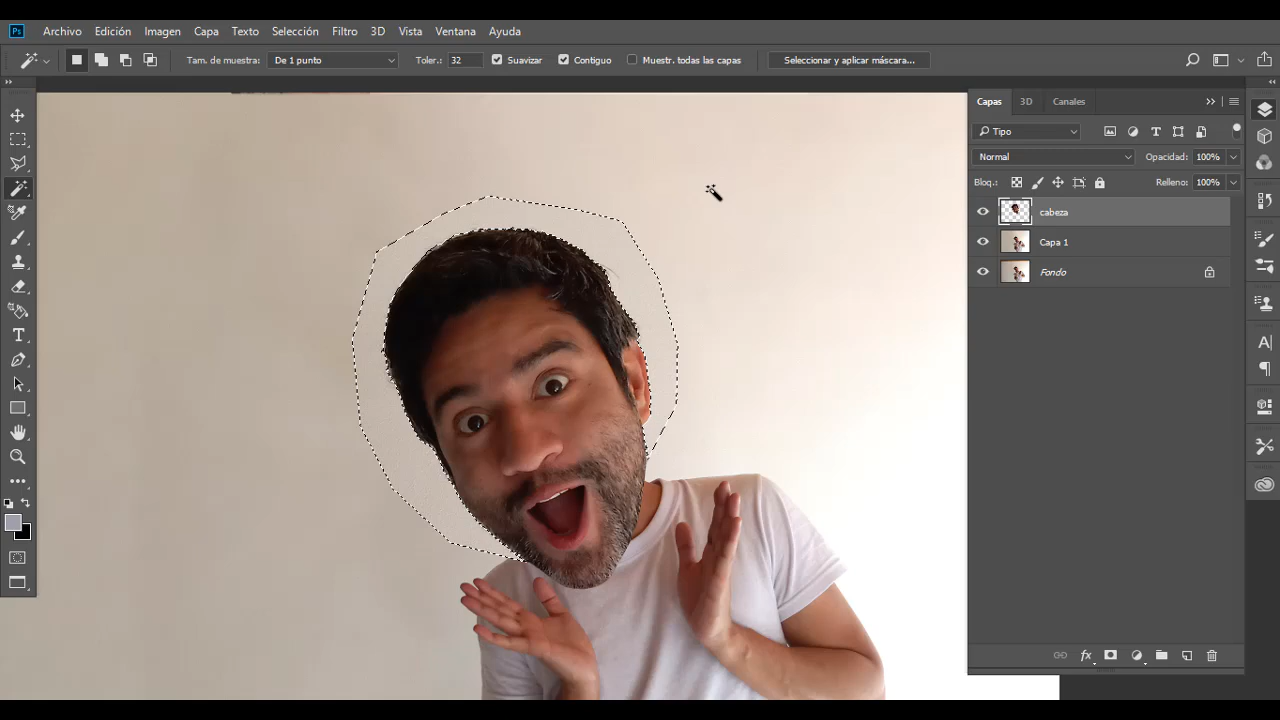 Ps Archivo Edición Imagen Capa Texto Selección Filtro 3D Vista Ventana Ayuda
Tam. de muestra: De 1 punto Toler.: 32 Suavizar Contiguo Muestr. todas las capas Seleccionar y aplicar máscara...
Capas 3D Canales
Tipo
Normal Opacidad: 100%
Bloq.: Relleno: 100%
cabeza
Capa 1
Fondo
fx